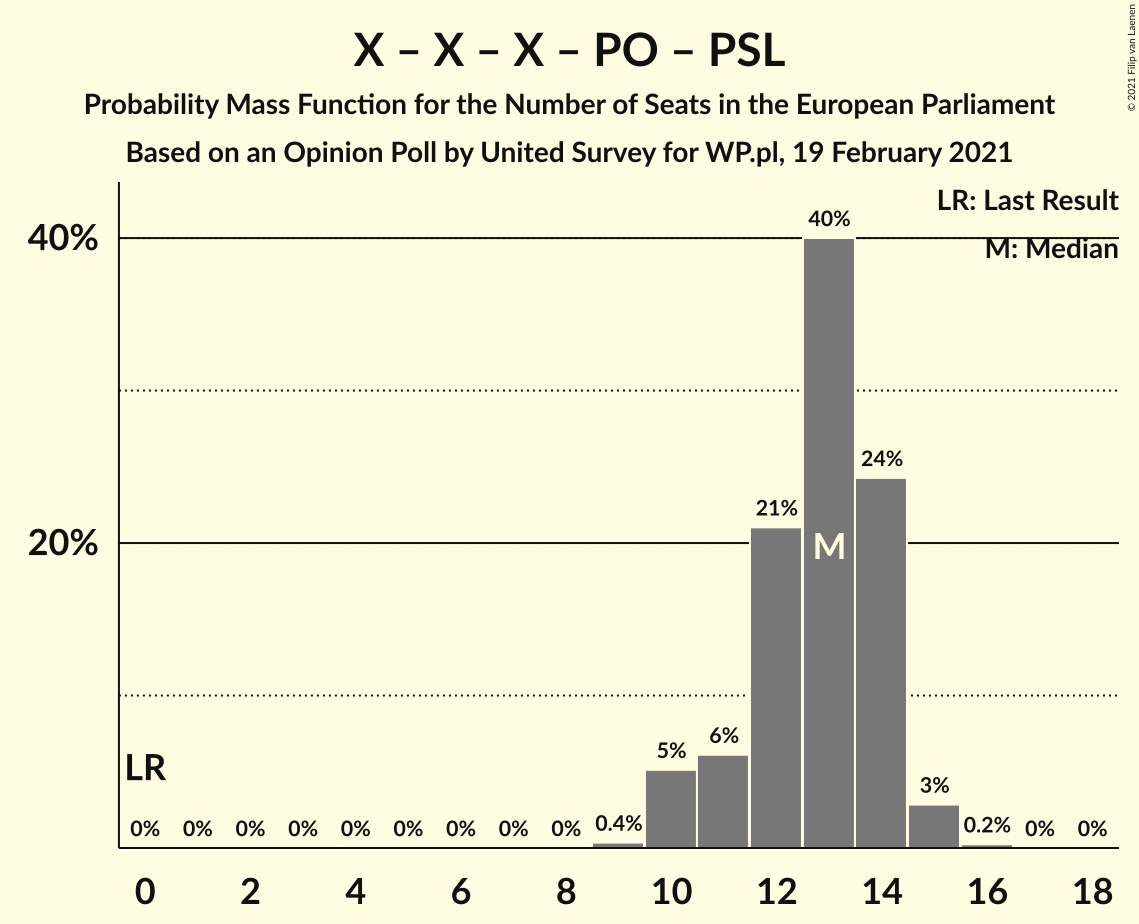 X – X – X – PO – PSL
Probability Mass Function for the Number of Seats in the European Parliament
Based on an Opinion Poll by United Survey for WP.pl, 19 February 2021
© 2021 Filip van Laenen
LR: Last Result
M: Median
40%
20%
40%
24%
21%
M
6%
5%
3%
LR
0% 0% 0% 0% 0% 0% 0% 0% 0% 0.4% 0.2% 0% 0%
0 2 4 6 8 10 12 14 16 18